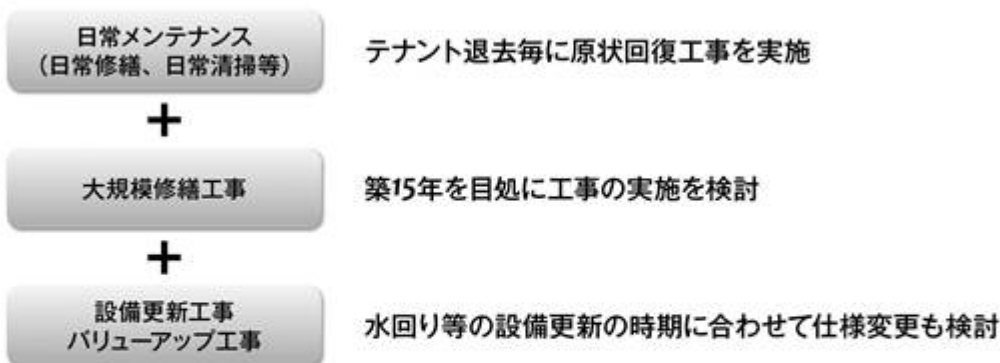 日常メンテナンス
（日常修繕、日常清掃等）
テナント退去毎に原状回復工事を実施
+
大規模修繕工事
築15年を目処に工事の実施を検討
+
設備更新工事
バリューアップ工事
水回り等の設備更新の時期に合わせて仕様変更も検討